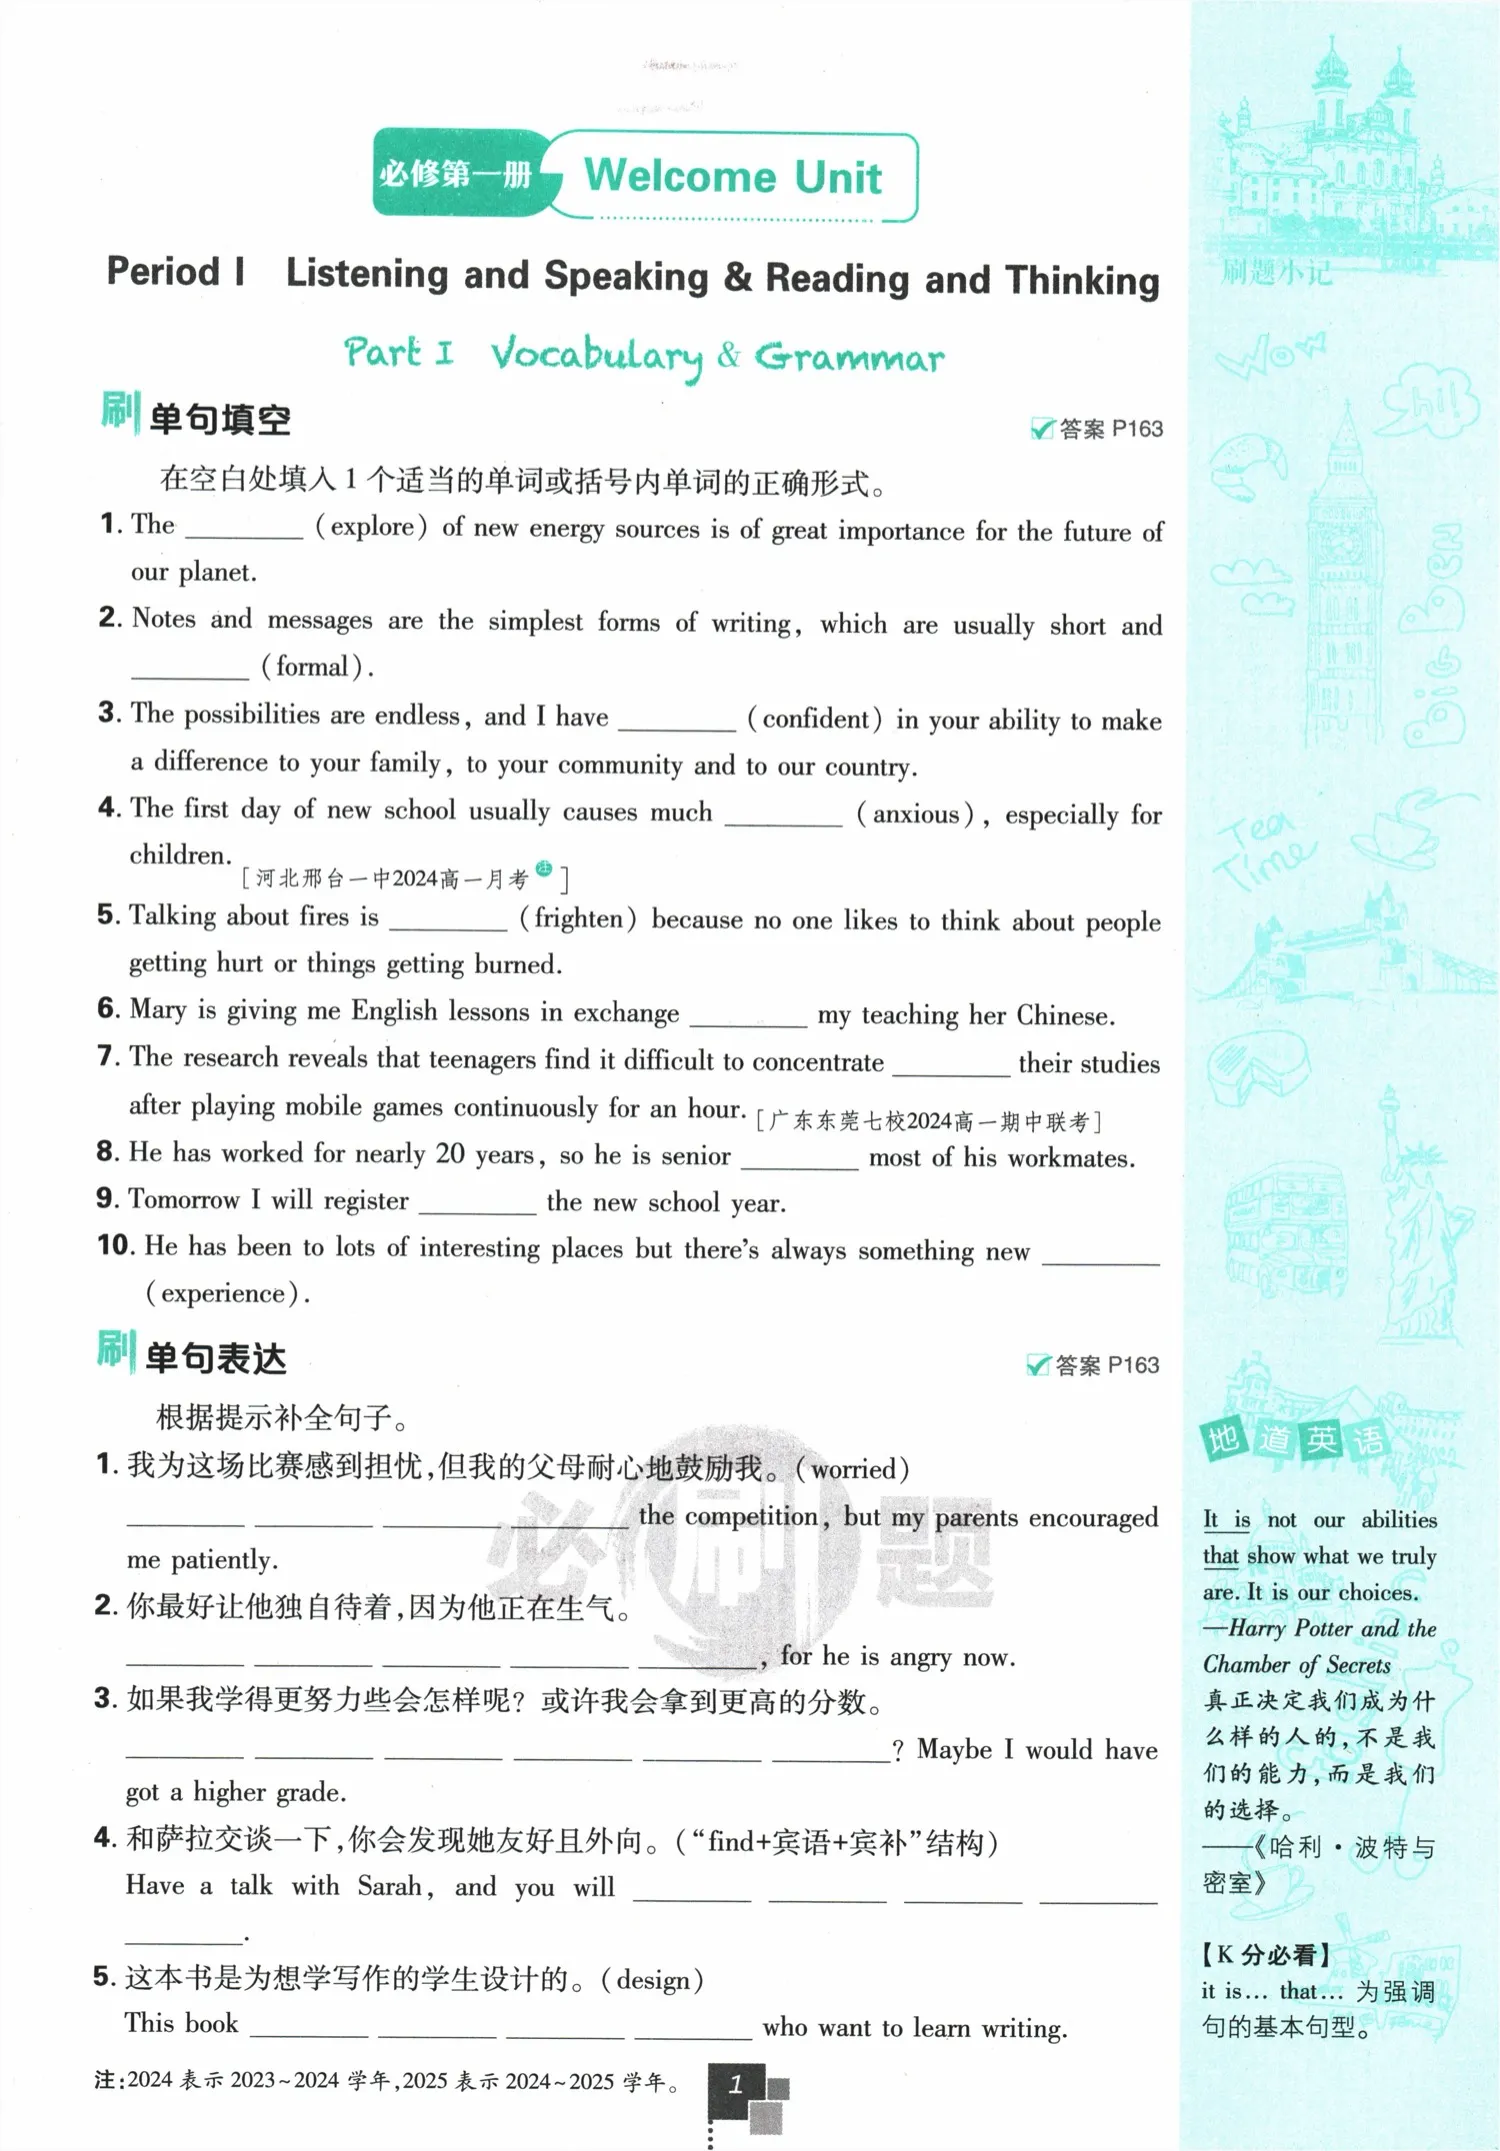 必修第一册 Welcome Unit
Period I Listening and Speaking & Reading and Thinking
Part I Vocabulary & Grammar
刷 单句填空
答案 P163
在空白处填入 1 个适当的单词或括号内单词的正确形式。
1. The ________ (explore) of new energy sources is of great importance for the future of
our planet.
2. Notes and messages are the simplest forms of writing, which are usually short and
________ (formal).
3. The possibilities are endless, and I have ________ (confident) in your ability to make
a difference to your family, to your community and to our country.
4. The first day of new school usually causes much ________ (anxious), especially for
children. [河北邢台一中2024高一月考注]
5. Talking about fires is ________ (frighten) because no one likes to think about people
getting hurt or things getting burned.
6. Mary is giving me English lessons in exchange ________ my teaching her Chinese.
7. The research reveals that teenagers find it difficult to concentrate ________ their studies
after playing mobile games continuously for an hour. [广东东莞七校2024高一期中联考]
8. He has worked for nearly 20 years, so he is senior ________ most of his workmates.
9. Tomorrow I will register ________ the new school year.
10. He has been to lots of interesting places but there's always something new ________
(experience).
刷 单句表达
答案 P163
根据提示补全句子。
1. 我为这场比赛感到担忧,但我的父母耐心地鼓励我。(worried)
________ ________ ________ ________ the competition, but my parents encouraged
me patiently.
2. 你最好让他独自待着,因为他正在生气。
________ ________ ________ ________ ________, for he is angry now.
3. 如果我学得更努力些会怎样呢? 或许我会拿到更高的分数。
________ ________ ________ ________ ________ ________? Maybe I would have
got a higher grade.
4. 和萨拉交谈一下,你会发现她友好且外向。(“find+宾语+宾补”结构)
Have a talk with Sarah, and you will ________ ________ ________ ________
________.
5. 这本书是为想学写作的学生设计的。(design)
This book ________ ________ ________ ________ who want to learn writing.
注:2024 表示 2023~2024 学年,2025 表示 2024~2025 学年。
1
必刷题
刷题小记
Wow
hi!
Big Ben
Tea
Time
地道英语
It is not our abilities
that show what we truly
are. It is our choices.
—Harry Potter and the
Chamber of Secrets
真正决定我们成为什
么样的人的,不是我
们的能力,而是我们
的选择。
——《哈利·波特与
密室》
【K 分必看】
it is... that... 为强调
句的基本句型。